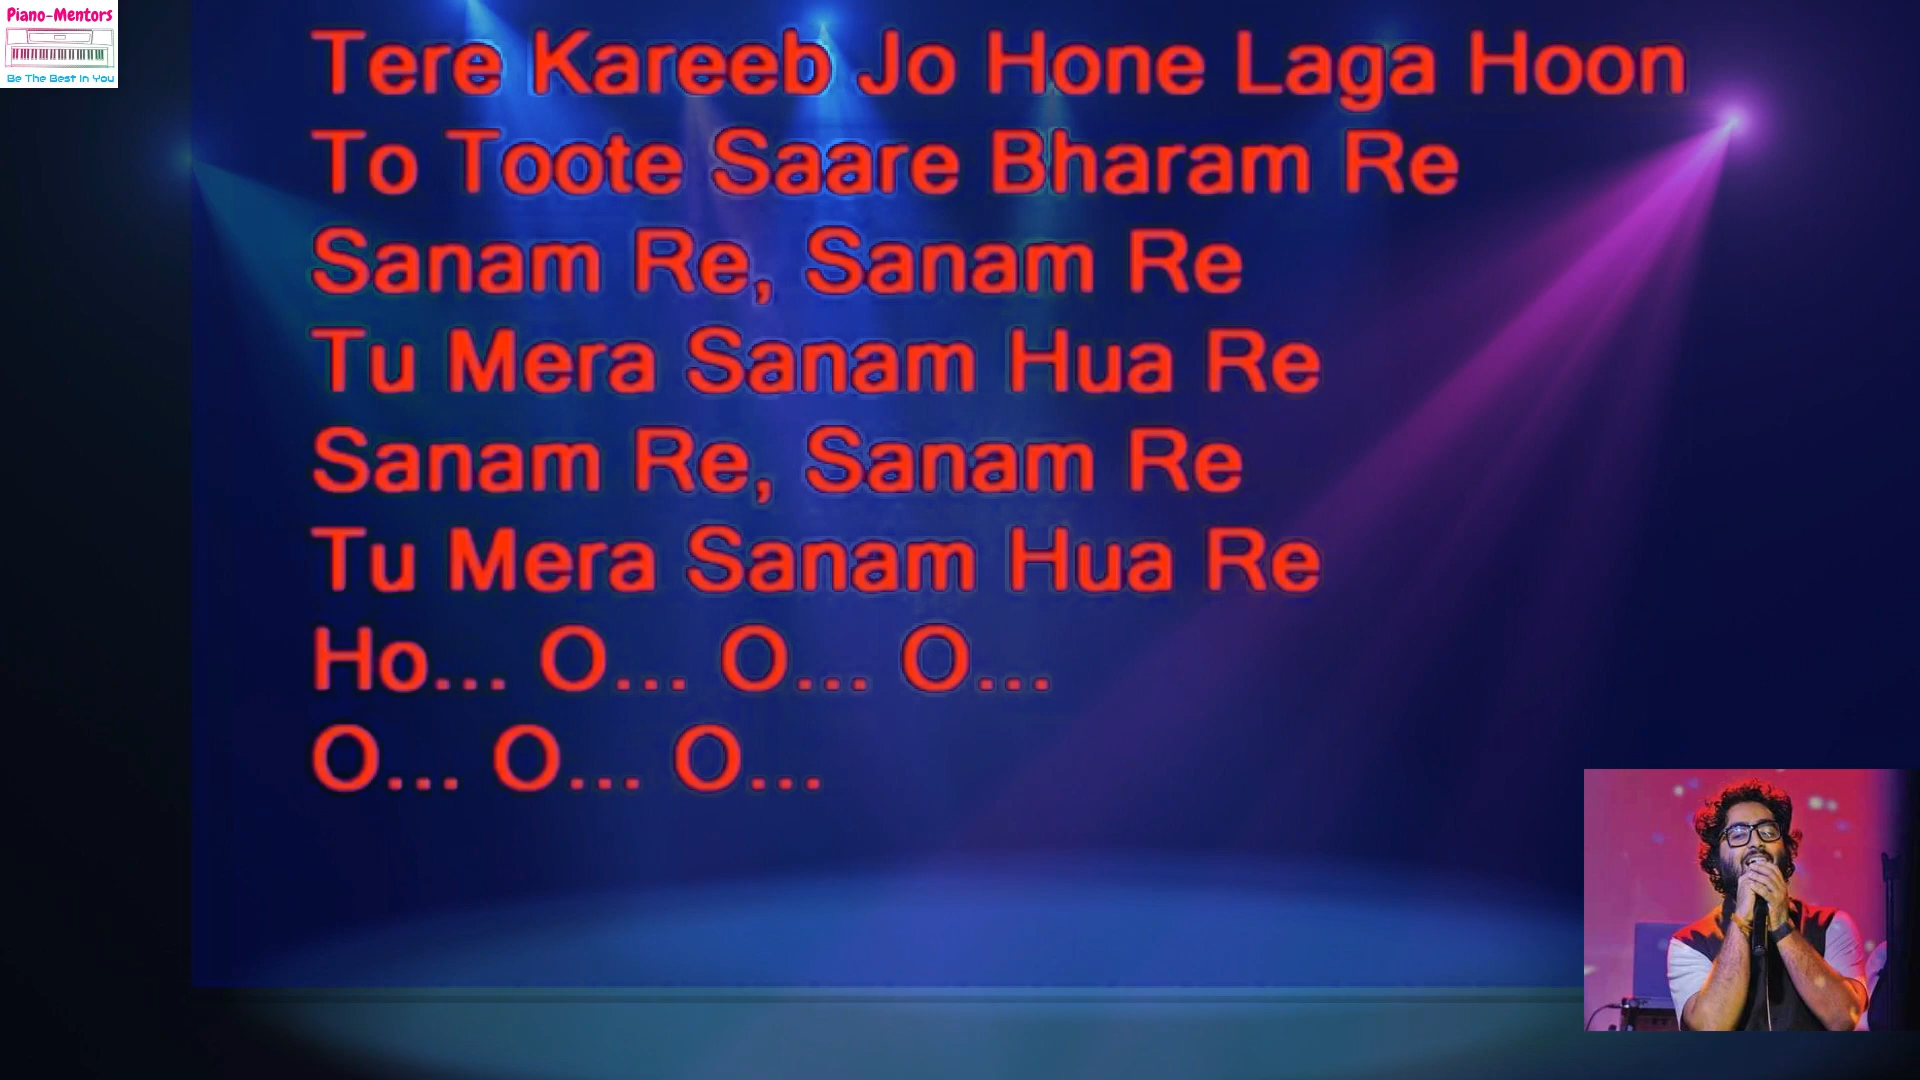 Piano-Mentors
Be The Best In You
Tere Kareeb Jo Hone Laga Hoon
To Toote Saare Bharam Re
Sanam Re, Sanam Re
Tu Mera Sanam Hua Re
Sanam Re, Sanam Re
Tu Mera Sanam Hua Re
Ho... O... O... O...
O... O... O...